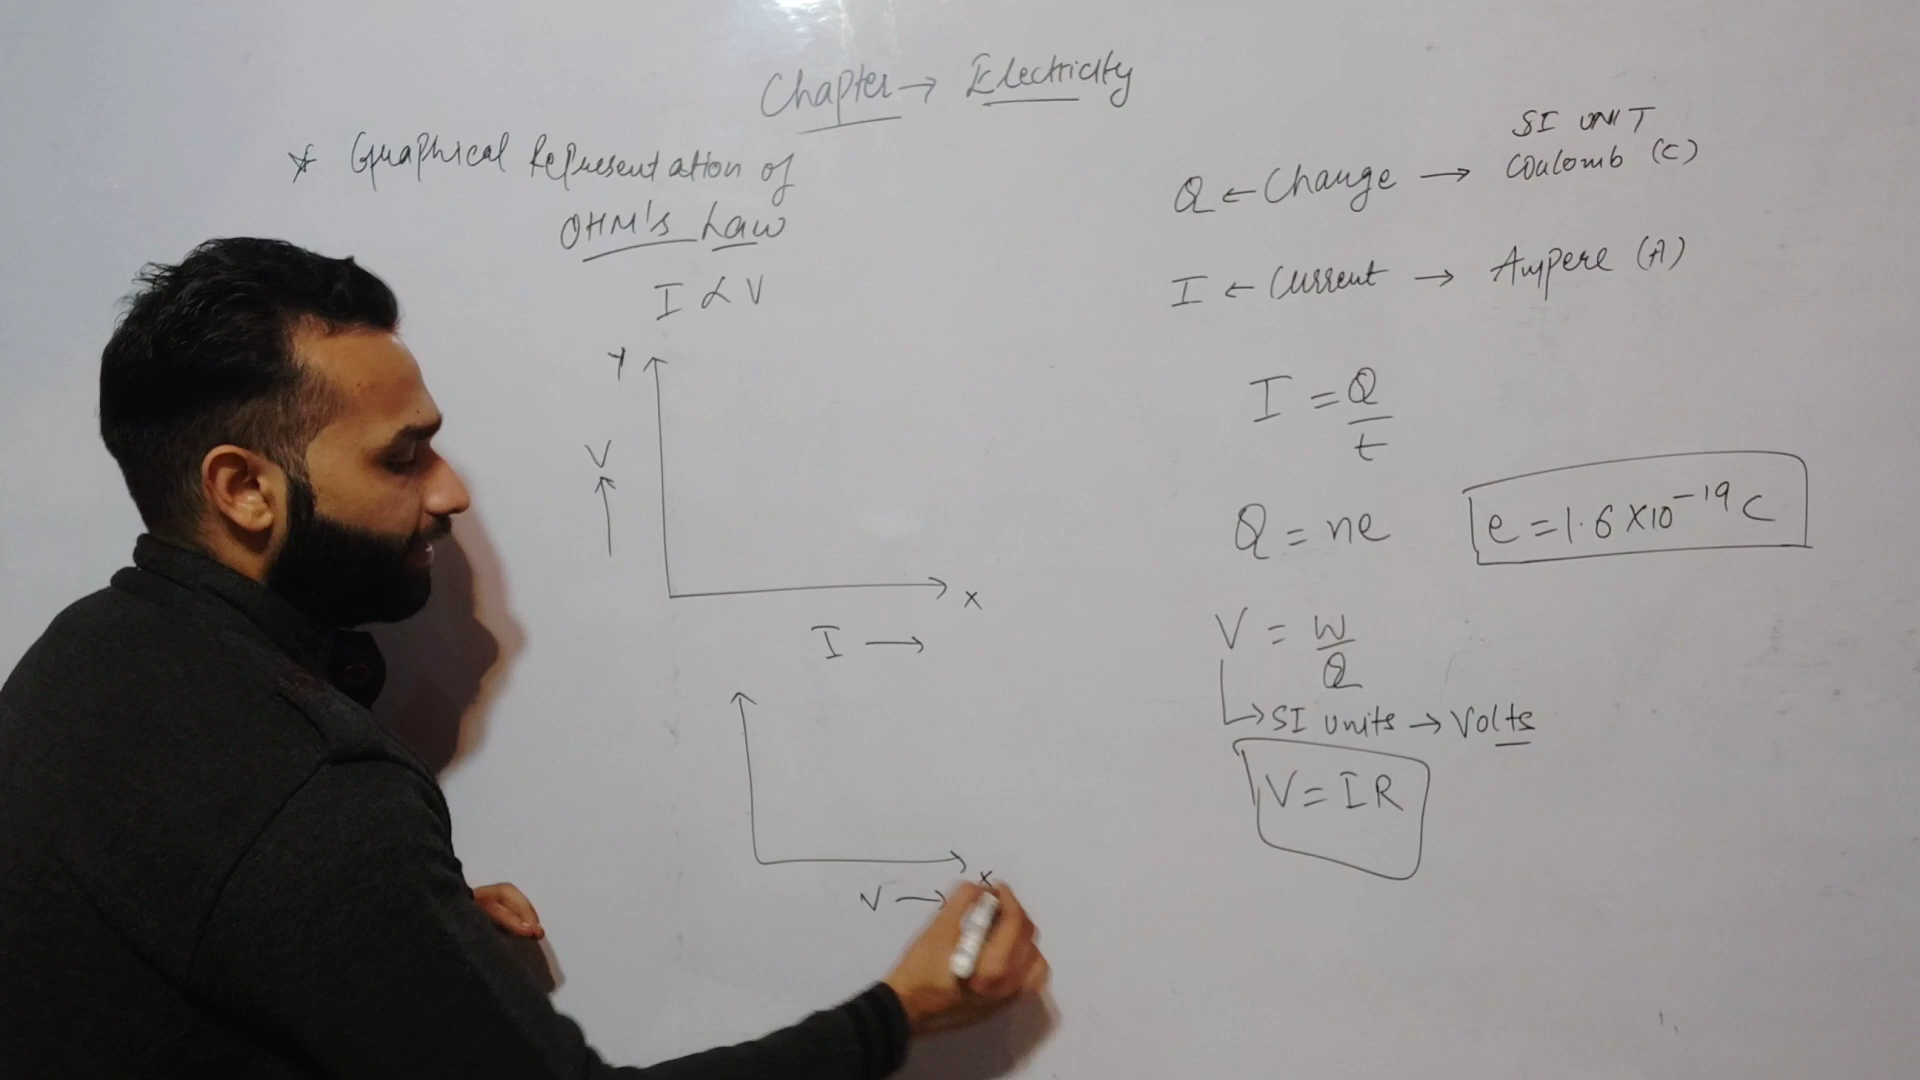 Chapter → Electricity
* Graphical Representation of
OHM's Law
I ∝ V
Y
V
X
I →
X
V →
SI UNIT
Q ← Charge → Coulomb (C)
I ← Current → Ampere (A)
I = Q/t
Q = ne
e = 1.6 × 10⁻¹⁹ C
V = W/Q
→ SI units → Volts
V = IR